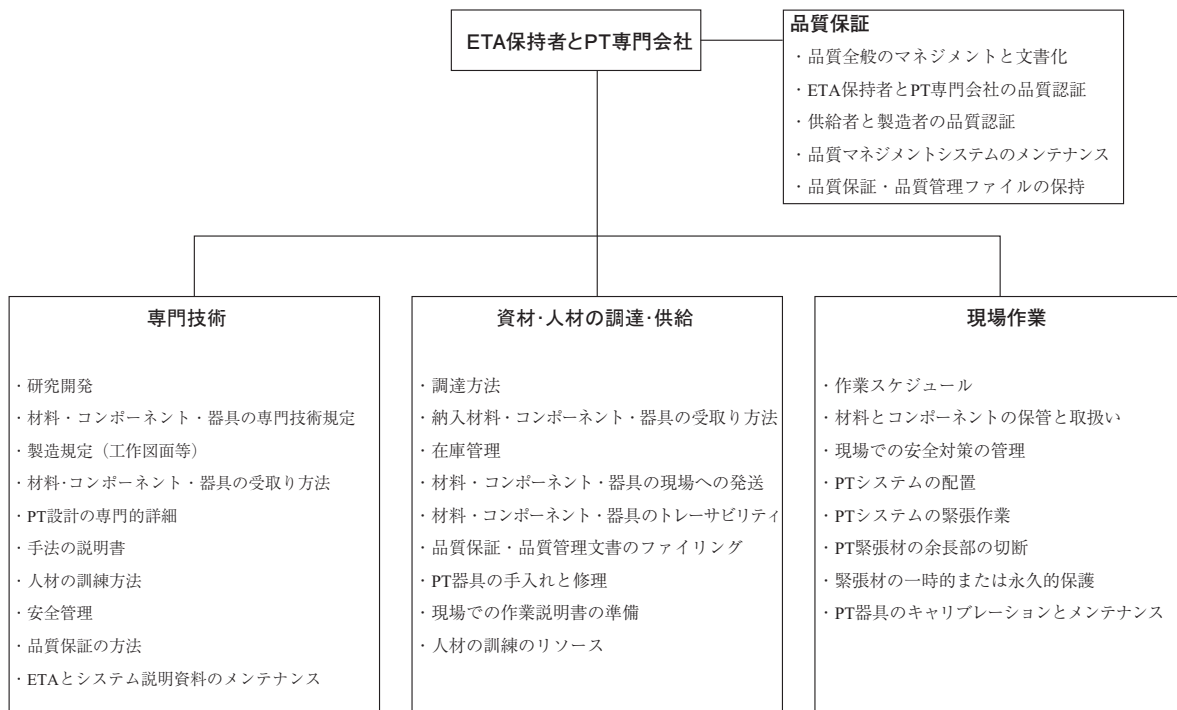 ETA保持者とPT専門会社
品質保証
・品質全般のマネジメントと文書化
・ETA保持者とPT専門会社の品質認証
・供給者と製造者の品質認証
・品質マネジメントシステムのメンテナンス
・品質保証・品質管理ファイルの保持
専門技術
・研究開発
・材料・コンポーネント・器具の専門技術規定
・製造規定（工作図面等）
・材料・コンポーネント・器具の受取り方法
・PT設計の専門的詳細
・手法の説明書
・人材の訓練方法
・安全管理
・品質保証の方法
・ETAとシステム説明資料のメンテナンス
資材・人材の調達・供給
・調達方法
・納入材料・コンポーネント・器具の受取り方法
・在庫管理
・材料・コンポーネント・器具の現場への発送
・材料・コンポーネント・器具のトレーサビリティ
・品質保証・品質管理文書のファイリング
・PT器具の手入れと修理
・現場での作業説明書の準備
・人材の訓練のリソース
現場作業
・作業スケジュール
・材料とコンポーネントの保管と取扱い
・現場での安全対策の管理
・PTシステムの配置
・PTシステムの緊張作業
・PT緊張材の余長部の切断
・緊張材の一時的または永久的保護
・PT器具のキャリブレーションとメンテナンス